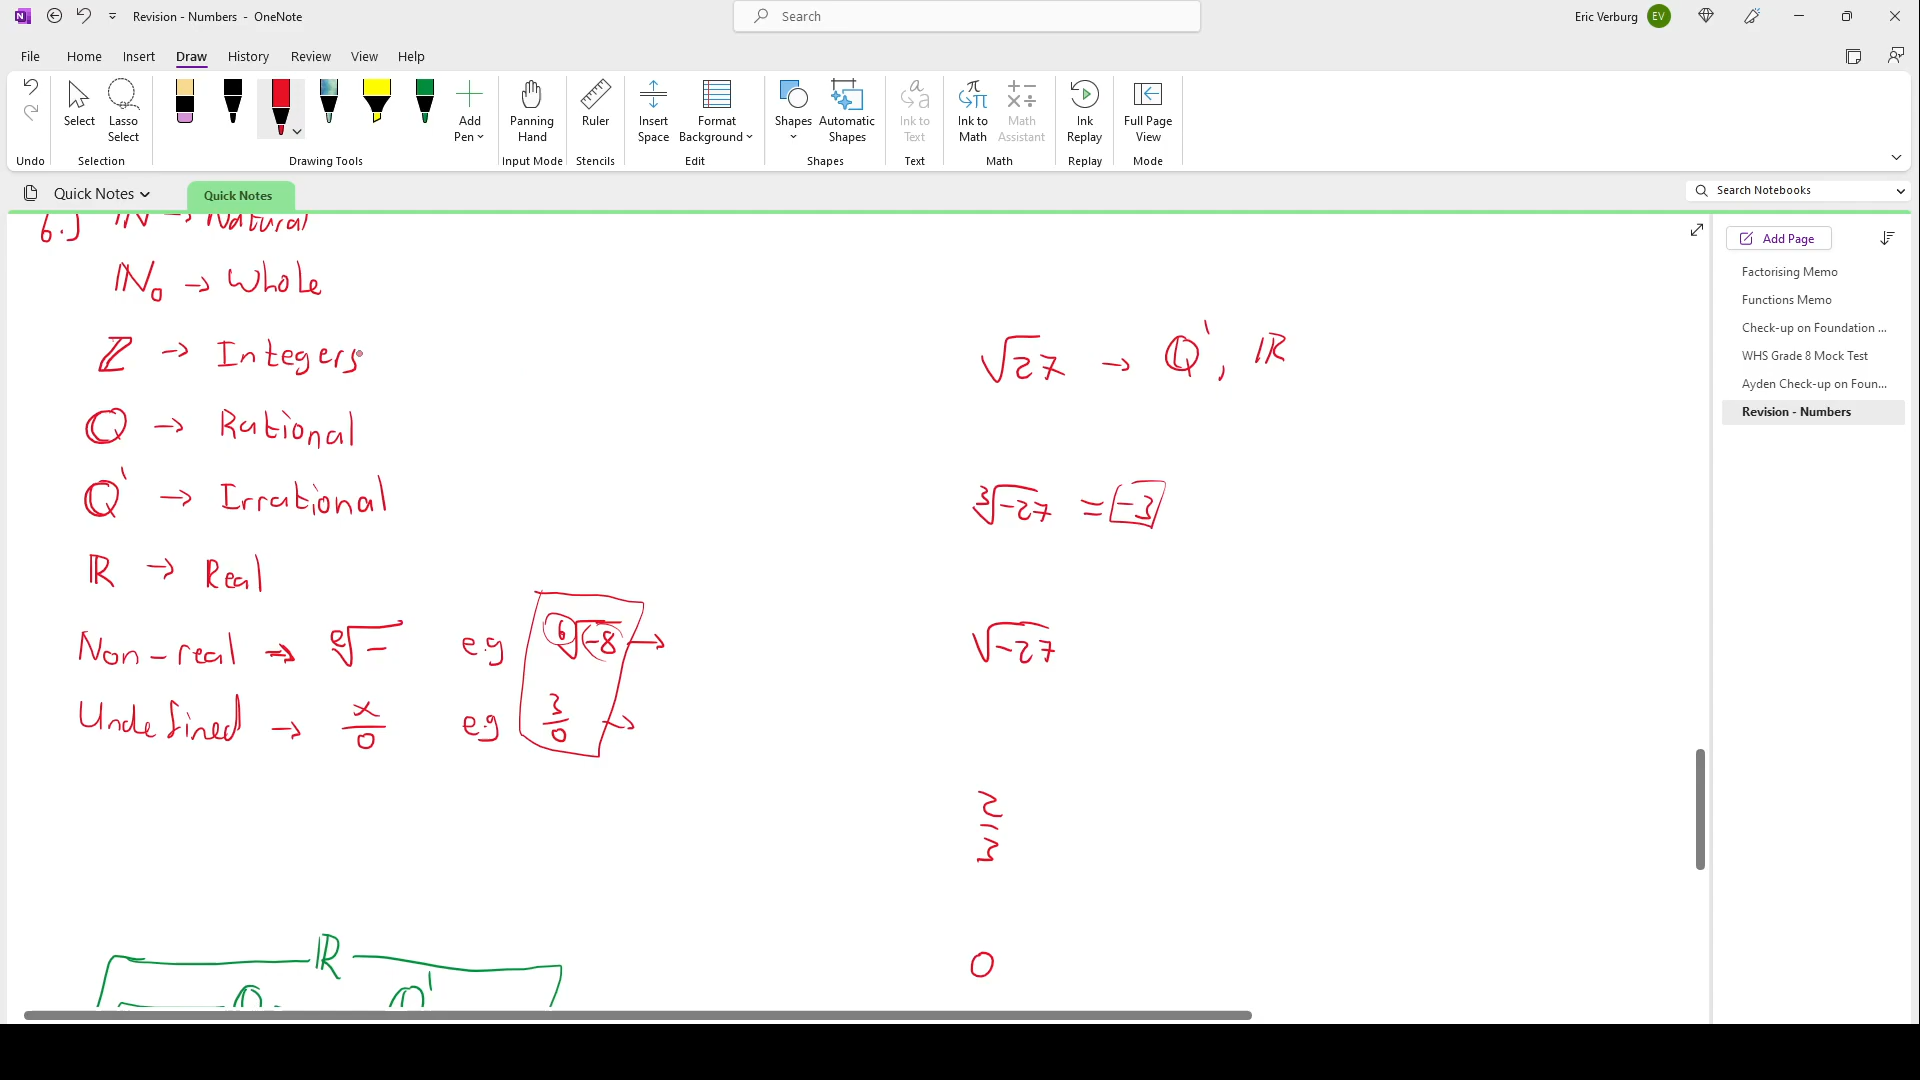 Revision - Numbers - OneNote
Search
Eric Verburg EV
File Home Insert Draw History Review View Help
Undo
Select
Lasso Select
Selection
Drawing Tools
Add Pen
Panning Hand
Input Mode
Ruler
Stencils
Insert Space
Format Background
Edit
Shapes
Automatic Shapes
Shapes
Ink to Text
Text
Ink to Math
Math Assistant
Math
Ink Replay
Replay
Full Page View
Mode
Quick Notes
Quick Notes
Search Notebooks
Add Page
Factorising Memo
Functions Memo
Check-up on Foundation ...
WHS Grade 8 Mock Test
Ayden Check-up on Foun...
Revision - Numbers
6.) ℕ → Natural
ℕ₀ → Whole
ℤ → Integers
ℚ → Rational
ℚ' → Irrational
ℝ → Real
Non-real → ᵉ√− e.g ⁶√-8 →
Undefined → x/0 e.g 3/0 →
√27 → ℚ', ℝ
³√-27 = -3
√-27
2/3
0
ℝ
ℚ ℚ'